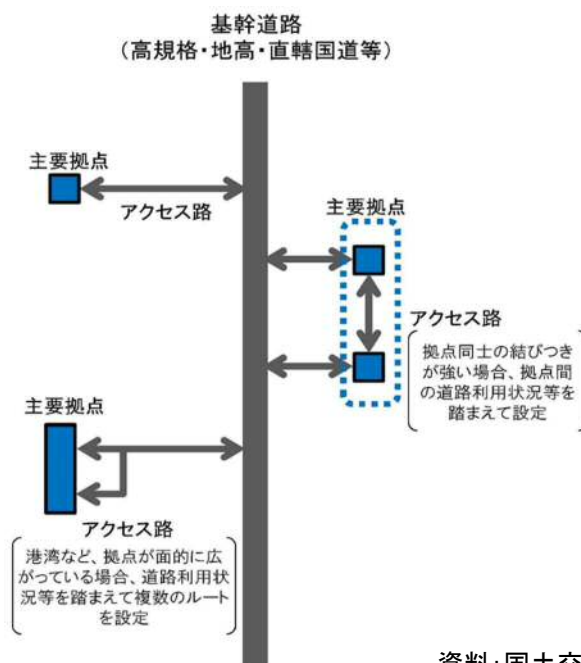 基幹道路
(高規格・地高・直轄国道等)
主要拠点
アクセス路
主要拠点
アクセス路
拠点同士の結びつき
が強い場合、拠点間
の道路利用状況等を
踏まえて設定
主要拠点
アクセス路
港湾など、拠点が面的に広
がっている場合、道路利用状
況等を踏まえて複数のルート
を設定
資料:国土交